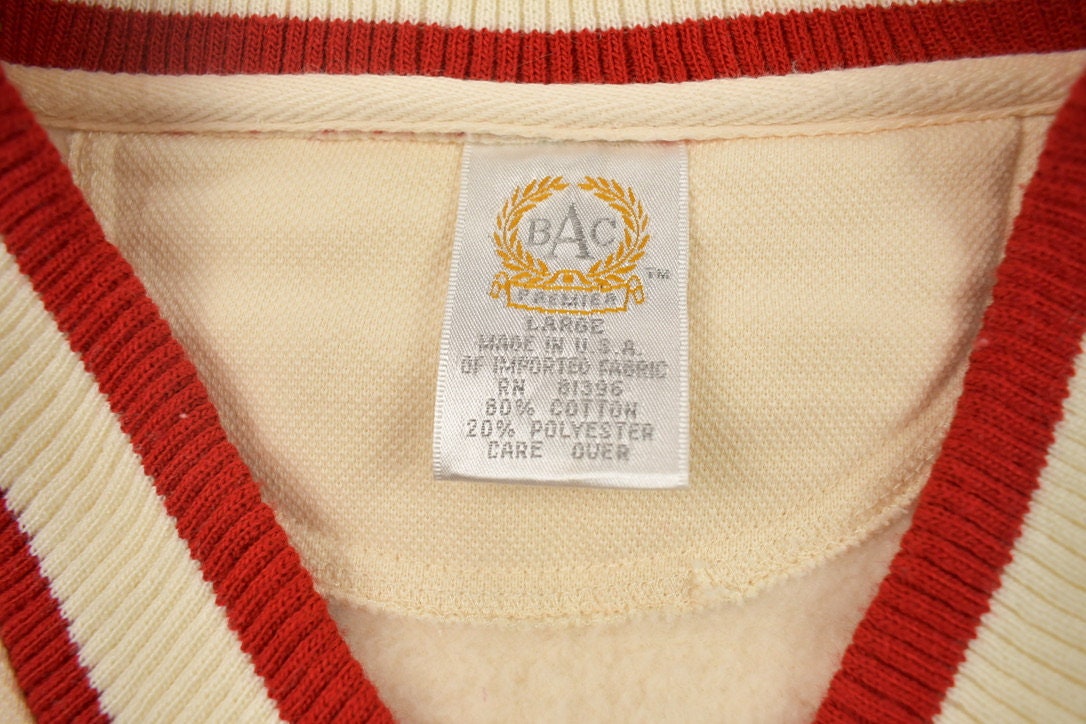 BAC
TM
PREMIER
LARGE
MADE IN U.S.A.
OF IMPORTED FABRIC
RN 81396
80% COTTON
20% POLYESTER
CARE OVER